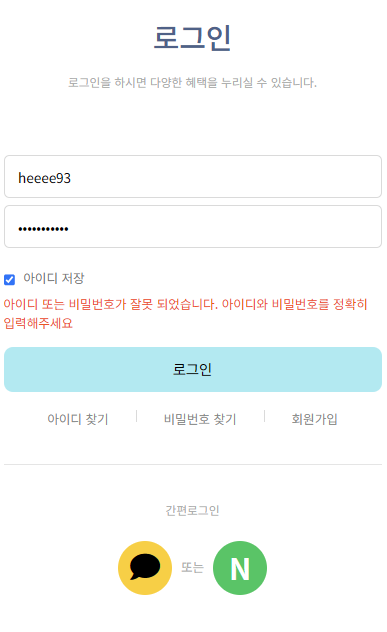 로그인
로그인을 하시면 다양한 혜택을 누리실 수 있습니다.
heeee93
•••••••••••
아이디 저장
아이디 또는 비밀번호가 잘못 되었습니다. 아이디와 비밀번호를 정확히
입력해주세요
로그인
아이디 찾기 비밀번호 찾기 회원가입
간편로그인
또는 N